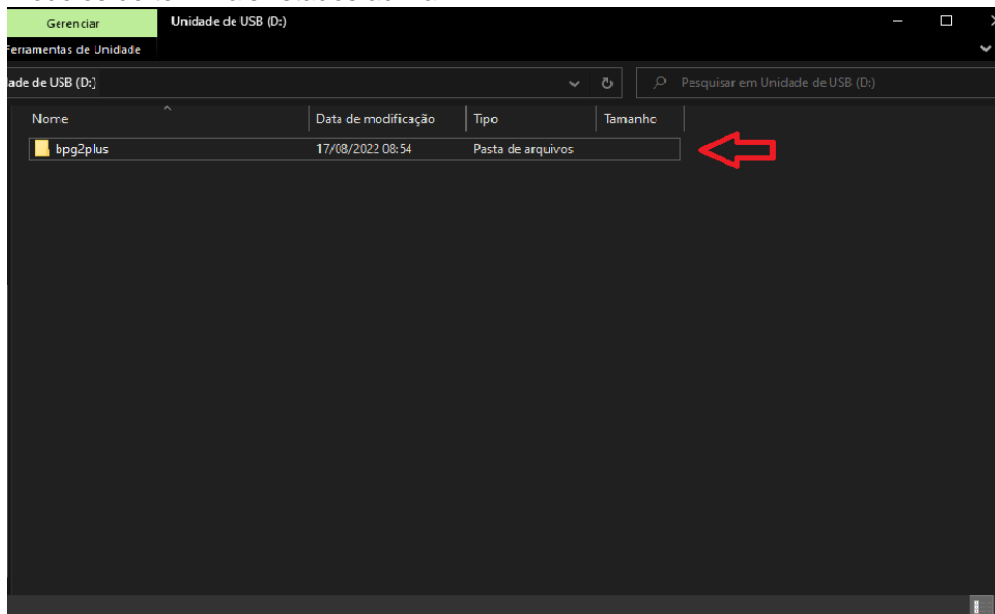 Gerenciar
Unidade de USB (D:)
Ferramentas de Unidade
ade de USB (D:)
Pesquisar em Unidade de USB (D:)
Nome
Data de modificação
Tipo
Tamanho
bpg2plus
17/08/2022 08:54
Pasta de arquivos